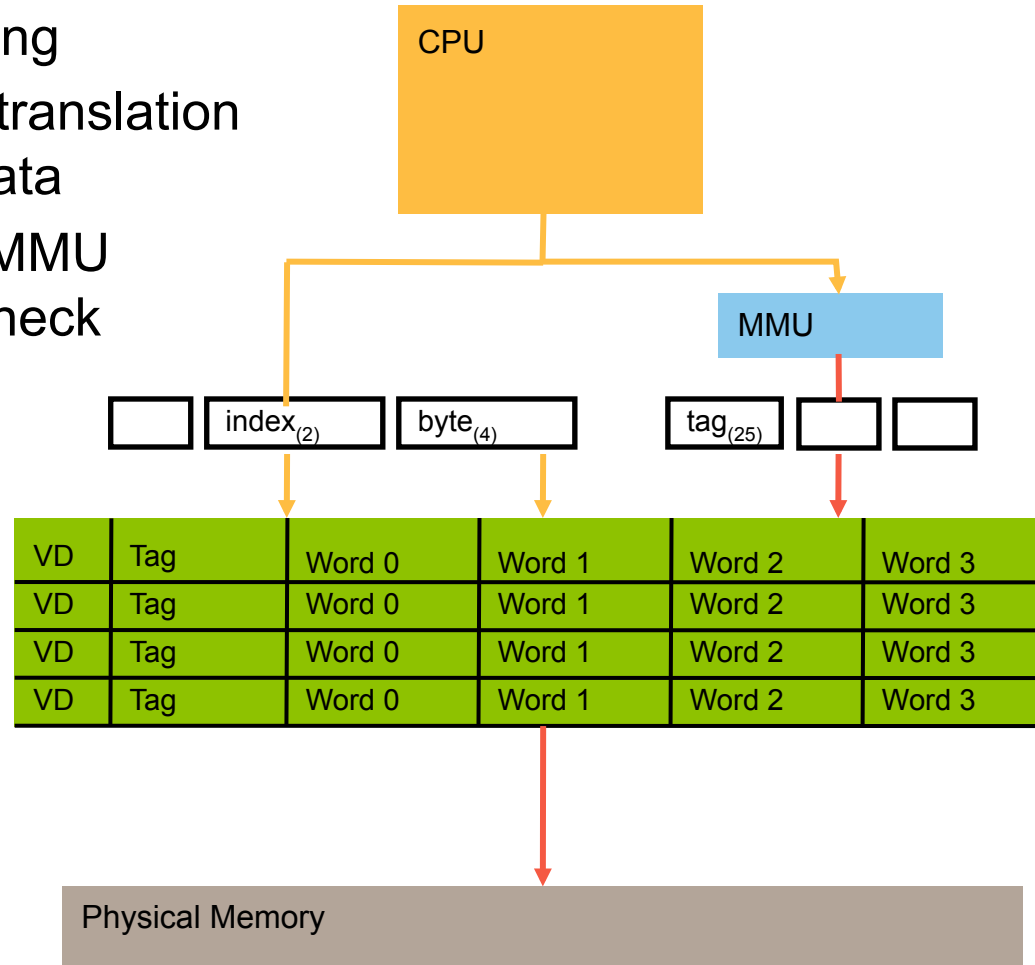 ng
translation
ata
MMU
heck
CPU
MMU
index(2) byte(4) tag(25)
VD Tag Word 0 Word 1 Word 2 Word 3
VD Tag Word 0 Word 1 Word 2 Word 3
VD Tag Word 0 Word 1 Word 2 Word 3
VD Tag Word 0 Word 1 Word 2 Word 3
Physical Memory